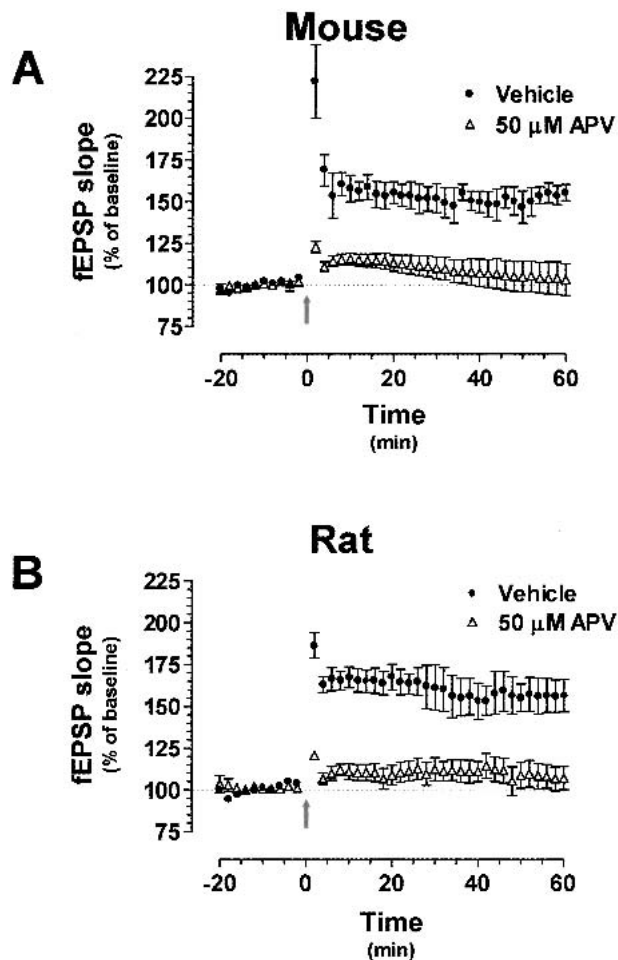 Mouse
A
225
200
175
150
125
100
75
fEPSP slope
(% of baseline)
Vehicle
50 μM APV
-20
0
20
40
60
Time
(min)
Rat
B
225
200
175
150
125
100
75
fEPSP slope
(% of baseline)
Vehicle
50 μM APV
-20
0
20
40
60
Time
(min)